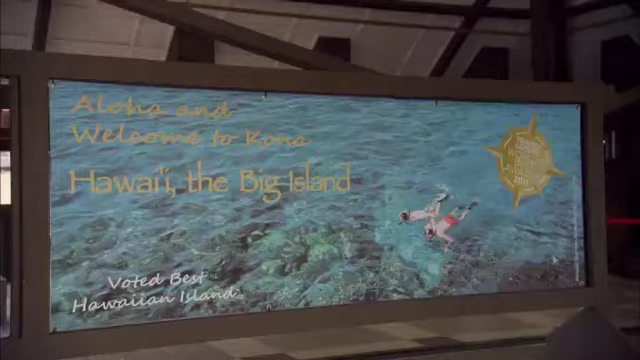 Aloha and
Welcome to Kona
Hawai'i, the Big Island
Voted Best
Hawaiian Island